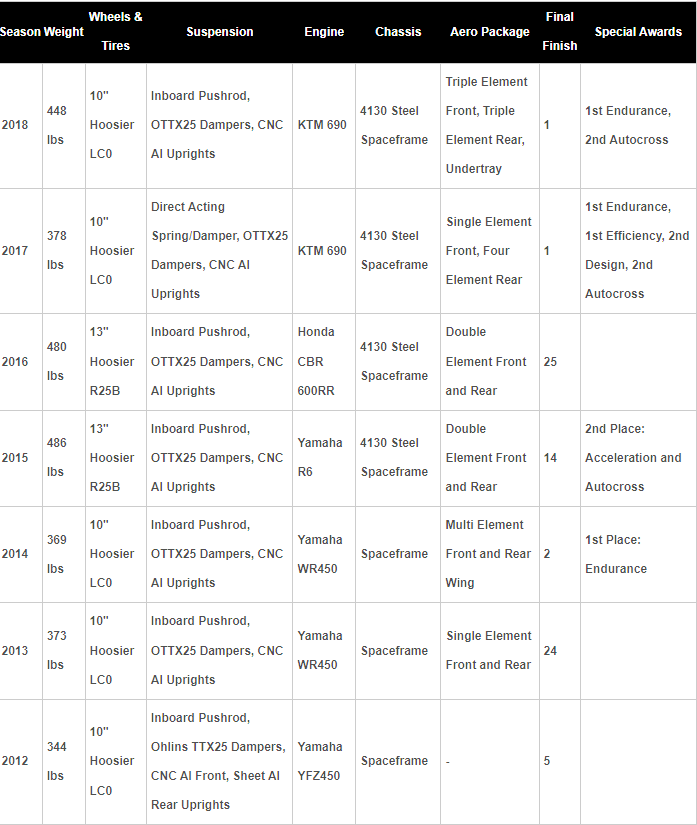 Season Weight Wheels & Tires Suspension Engine Chassis Aero Package Final Finish Special Awards
2018
448
lbs
10"
Hoosier
LC0
Inboard Pushrod,
OTTX25 Dampers, CNC
Al Uprights
KTM 690
4130 Steel
Spaceframe
Triple Element
Front, Triple
Element Rear,
Undertray
1
1st Endurance,
2nd Autocross
2017
378
lbs
10"
Hoosier
LC0
Direct Acting
Spring/Damper, OTTX25
Dampers, CNC Al
Uprights
KTM 690
4130 Steel
Spaceframe
Single Element
Front, Four
Element Rear
1
1st Endurance,
1st Efficiency, 2nd
Design, 2nd
Autocross
2016
480
lbs
13"
Hoosier
R25B
Inboard Pushrod,
OTTX25 Dampers, CNC
Al Uprights
Honda
CBR
600RR
4130 Steel
Spaceframe
Double
Element Front
and Rear
25
2015
486
lbs
13"
Hoosier
R25B
Inboard Pushrod,
OTTX25 Dampers, CNC
Al Uprights
Yamaha
R6
4130 Steel
Spaceframe
Double
Element Front
and Rear
14
2nd Place:
Acceleration and
Autocross
2014
369
lbs
10"
Hoosier
LC0
Inboard Pushrod,
OTTX25 Dampers, CNC
Al Uprights
Yamaha
WR450
Spaceframe
Multi Element
Front and Rear
Wing
2
1st Place:
Endurance
2013
373
lbs
10"
Hoosier
LC0
Inboard Pushrod,
OTTX25 Dampers, CNC
Al Uprights
Yamaha
WR450
Spaceframe
Single Element
Front and Rear
24
2012
344
lbs
10"
Hoosier
LC0
Inboard Pushrod,
Ohlins TTX25 Dampers,
CNC Al Front, Sheet Al
Rear Uprights
Yamaha
YFZ450
Spaceframe
-
5